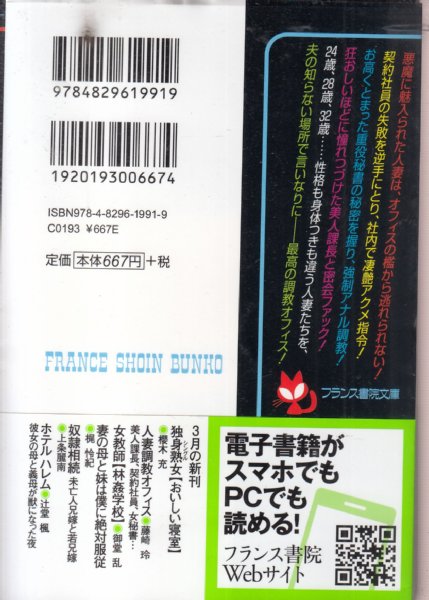 悪魔に魅入られた人妻は、オフィスの檻から逃れられない!
契約社員の失敗を逆手にとり、社内で凄艶アクメ指令!
お高くとまった重役秘書の秘密を握り、強制アナル調教!
狂おしいほどに憧れつづけた美人課長と密会ファック!
24歳、28歳、32歳……性格も身体つきも違う人妻たちを、
夫の知らない場所で言いなりに――最高の調教オフィス!
9784829619919
1920193006674
ISBN978-4-8296-1991-9
C0193 ¥667E
定価 本体667円 +税
FRANCE SHOIN BUNKO
フランス書院文庫
3月の新刊
独身熟女【おいしい寝室】
シングル
●櫻木 充
人妻調教オフィス●藤崎 玲
美人課長、契約社員、女秘書…
女教師【林姦学校】●御堂 乱
妻の母と妹は僕に絶対服従
●梶 怜紀
奴隷相続 未亡人兄嫁と若兄嫁
●上条麗南
ホテル ハレム●辻堂 楓
彼女の母と義母が獣になった夜
電子書籍が
スマホでも
PCでも
読める!
フランス書院
Webサイト